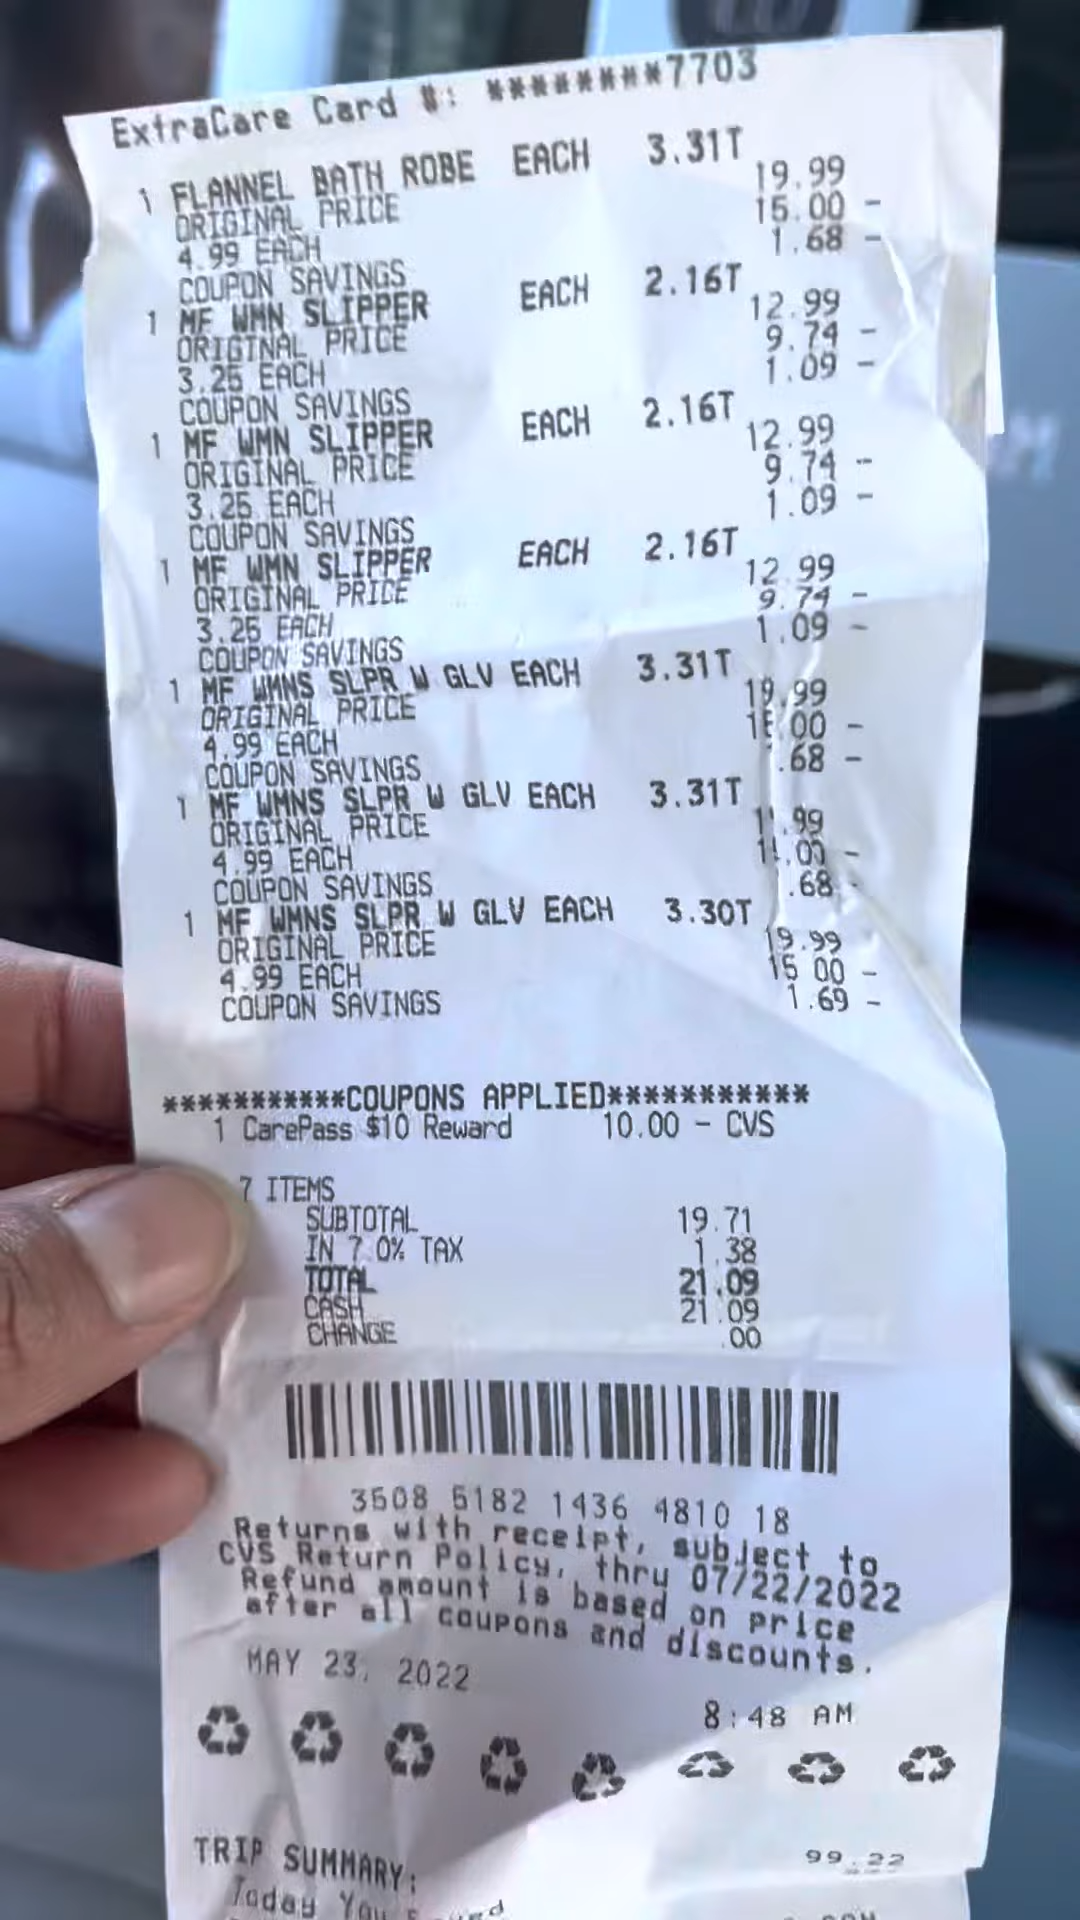 ExtraCare Card #: ********7703
1 FLANNEL BATH ROBE EACH 3.31T
ORIGINAL PRICE 19.99
4.99 EACH 15.00 -
COUPON SAVINGS 1.68 -
1 MF WMN SLIPPER EACH 2.16T
ORIGINAL PRICE 12.99
3.25 EACH 9.74 -
COUPON SAVINGS 1.09 -
1 MF WMN SLIPPER EACH 2.16T
ORIGINAL PRICE 12.99
3.25 EACH 9.74 -
COUPON SAVINGS 1.09 -
1 MF WMN SLIPPER EACH 2.16T
ORIGINAL PRICE 12.99
3.25 EACH 9.74 -
COUPON SAVINGS 1.09 -
1 MF WMNS SLPR W GLV EACH 3.31T
ORIGINAL PRICE 19.99
4.99 EACH
COUPON SAVINGS .68 -
1 MF WMNS SLPR W GLV EACH 3.31T
ORIGINAL PRICE
4.99 EACH
COUPON SAVINGS .68 -
1 MF WMNS SLPR W GLV EACH 3.30T
ORIGINAL PRICE 19.99
4.99 EACH 15 00 -
COUPON SAVINGS 1.69 -
***********COUPONS APPLIED***********
1 CarePass $10 Reward 10.00 - CVS
7 ITEMS
SUBTOTAL 19.71
IN 7.0% TAX 1.38
TOTAL 21.09
CASH 21.09
CHANGE .00
3508 5182 1436 4810 18
Returns with receipt, subject to
CVS Return Policy, thru 07/22/2022
Refund amount is based on price
after all coupons and discounts.
MAY 23, 2022 8:48 AM
TRIP SUMMARY:
Today You 99.22